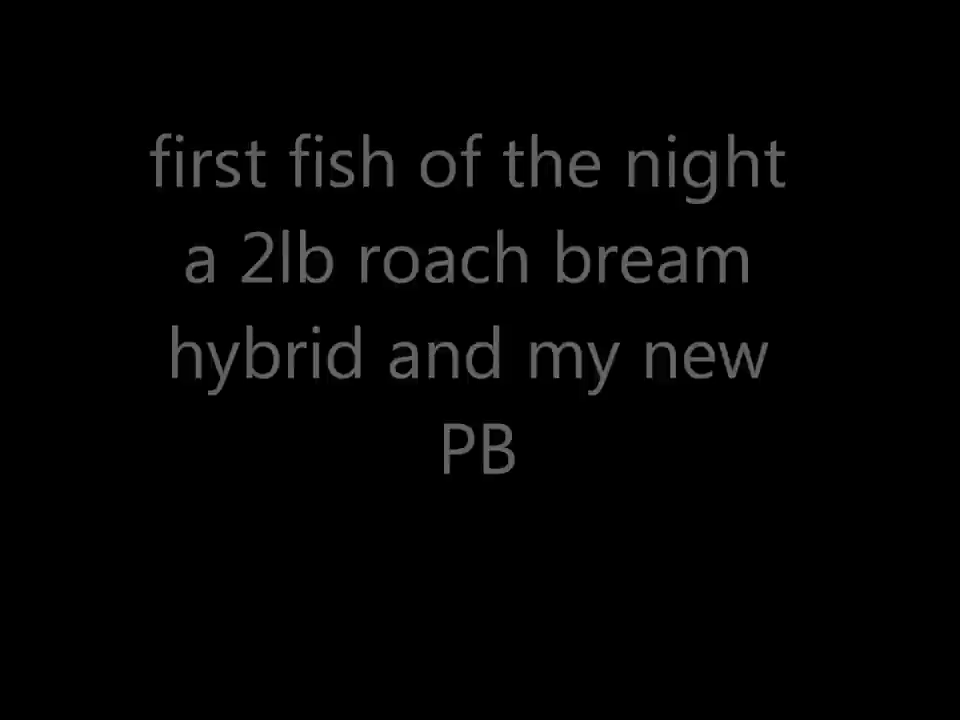 first fish of the night
a 2lb roach bream
hybrid and my new
PB